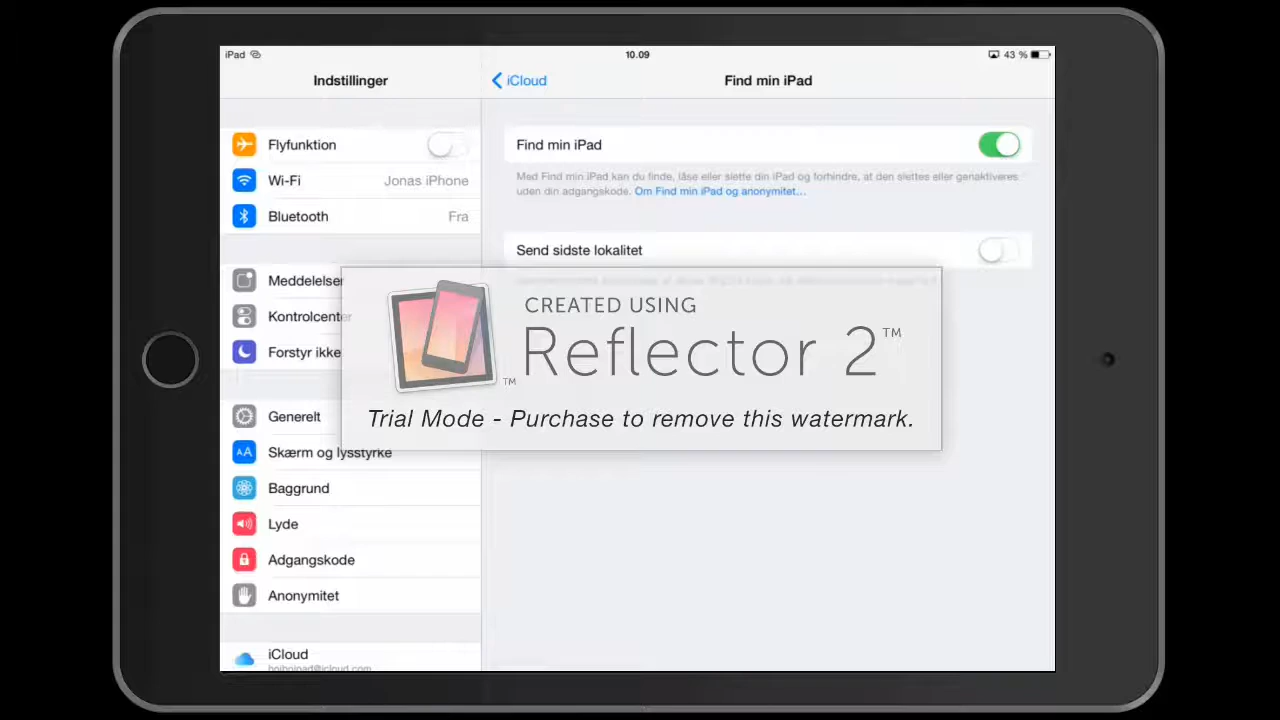 iPad
10.09
43 %
Indstillinger
iCloud
Find min iPad
Flyfunktion
Wi-Fi
Jonas iPhone
Bluetooth
Fra
Meddelelser
Kontrolcenter
Forstyr ikke
Generelt
AA
Skærm og lysstyrke
Baggrund
Lyde
Adgangskode
Anonymitet
iCloud
Find min iPad
Med Find min iPad kan du finde, låse eller slette din iPad og forhindre, at den slettes eller genaktiveres
uden din adgangskode. Om Find min iPad og anonymitet...
Send sidste lokalitet
CREATED USING
Reflector 2™
™
Trial Mode - Purchase to remove this watermark.